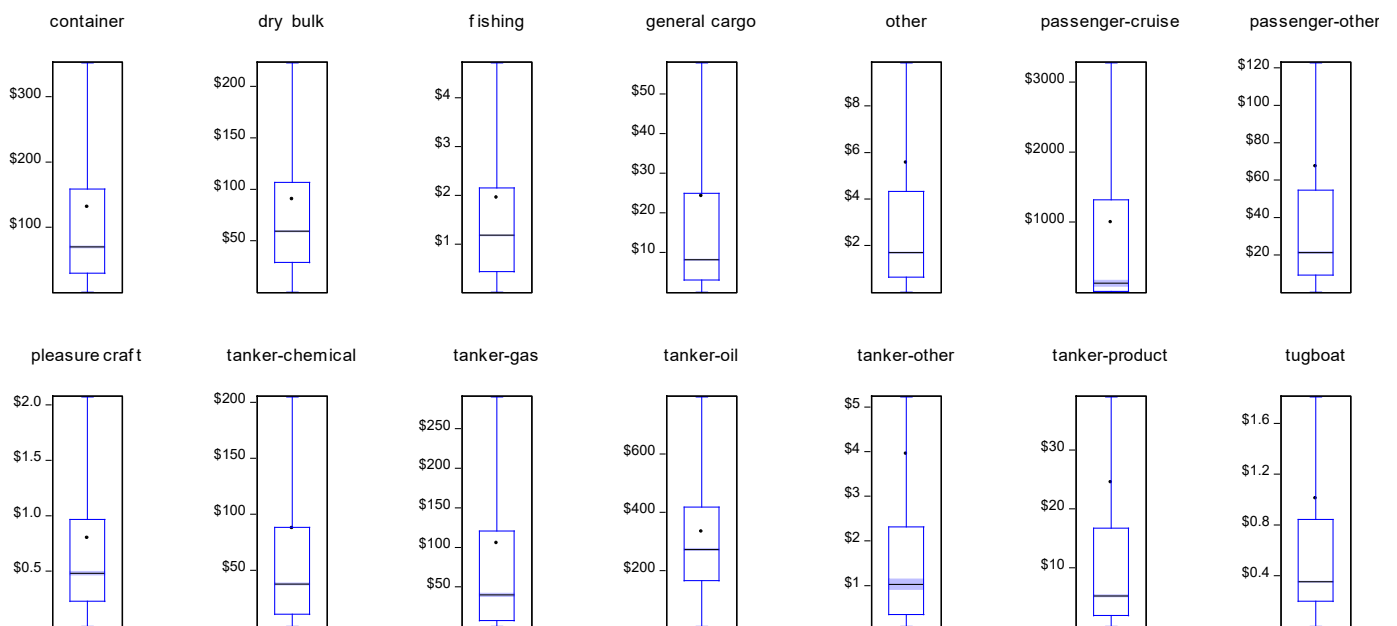 container dry bulk fishing general cargo other passenger-cruise passenger-other
$300 $200 $100
$200 $150 $100 $50
$4 $3 $2 $1
$50 $40 $30 $20 $10
$8 $6 $4 $2
$3000 $2000 $1000
$120 $100 $80 $60 $40 $20
pleasure craft tanker-chemical tanker-gas tanker-oil tanker-other tanker-product tugboat
$2.0 $1.5 $1.0 $0.5
$200 $150 $100 $50
$250 $200 $150 $100 $50
$600 $400 $200
$5 $4 $3 $2 $1
$30 $20 $10
$1.6 $1.2 $0.8 $0.4